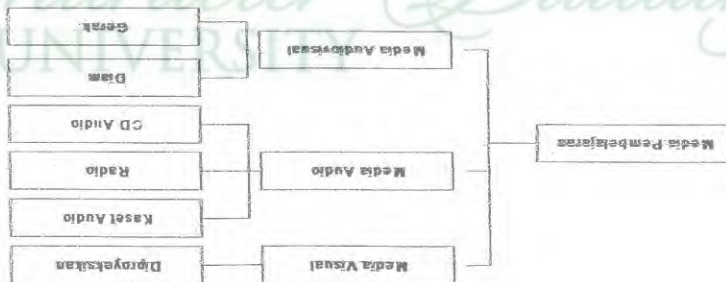 Media Pembelajaran
Media Visual
Diproyeksikan
Media Audio
Kaset Audio
Radio
CD Audio
Media Audiovisual
Diam
Gerak
UNIVERSITY